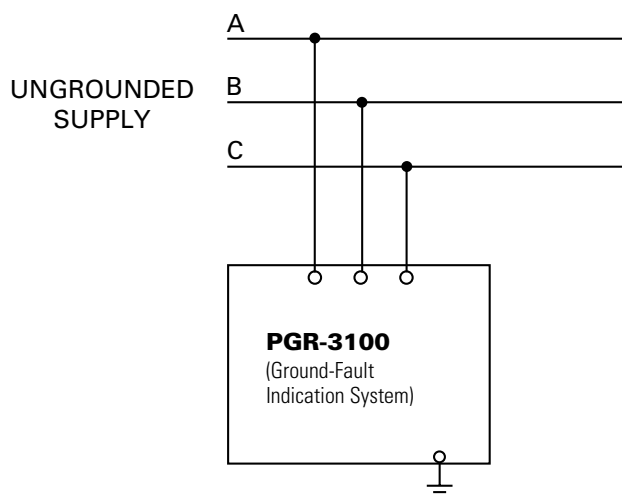 A
UNGROUNDED
SUPPLY
B
C
PGR-3100
(Ground-Fault
Indication System)